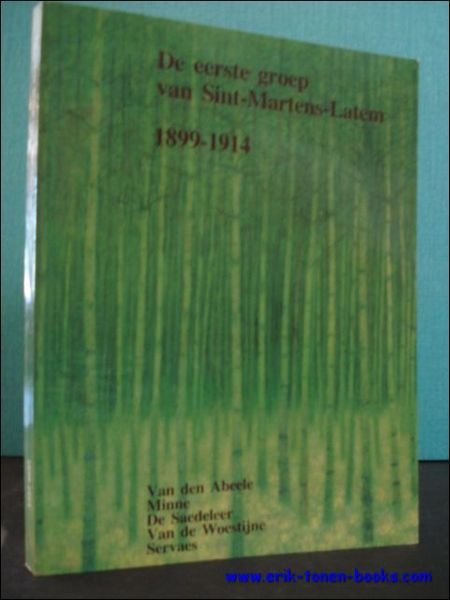 De eerste groep
van Sint-Martens-Latem
1899-1914
Van den Abeele
Minne
De Saedeleer
Van de Woestijne
Servaes
www.erik-tonen-books.com